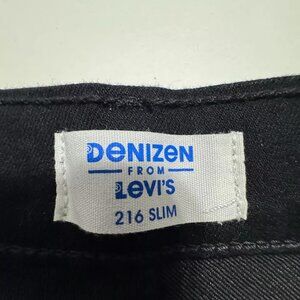 DENIZEN
FROM
LEVI'S
216 SLIM